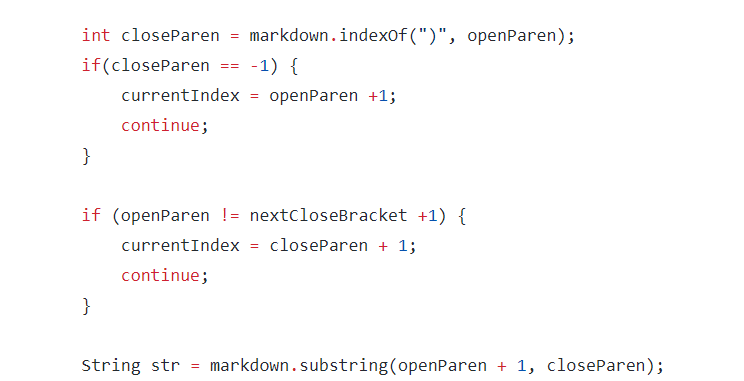 int closeParen = markdown.indexOf(")", openParen);
if(closeParen == -1) {
currentIndex = openParen +1;
continue;
}
if (openParen != nextCloseBracket +1) {
currentIndex = closeParen + 1;
continue;
}
String str = markdown.substring(openParen + 1, closeParen);